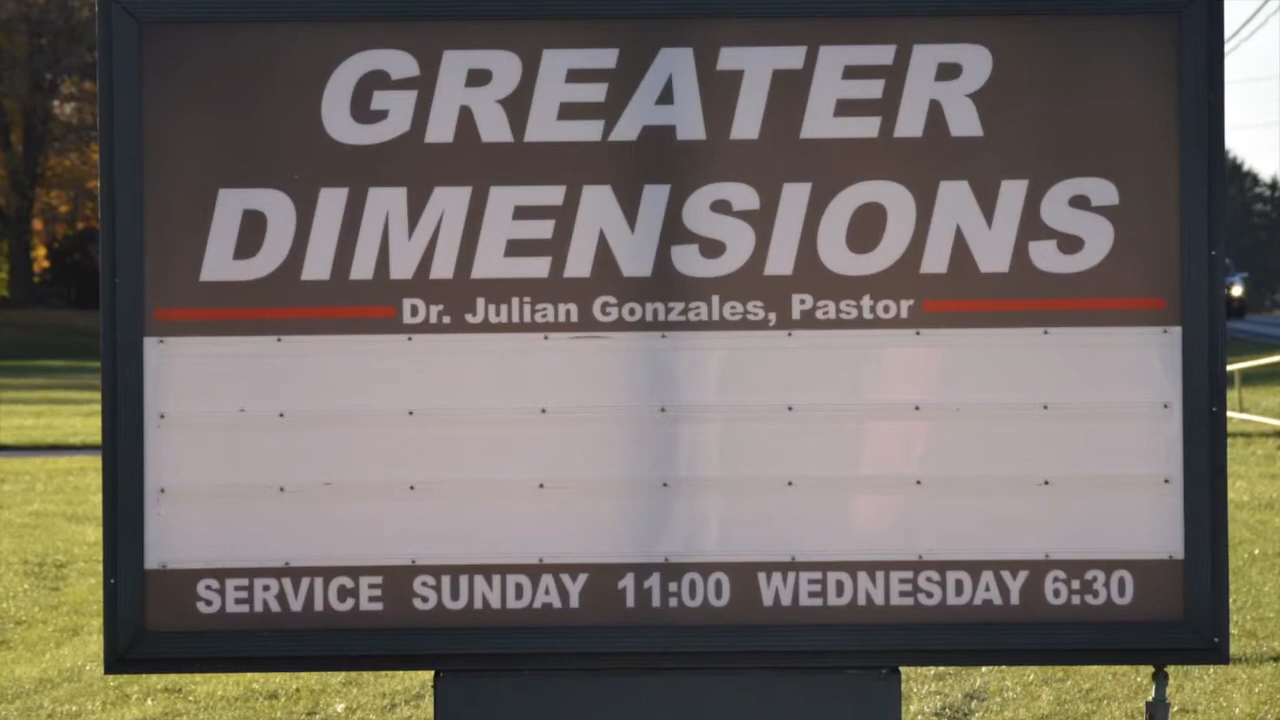 GREATER
DIMENSIONS
Dr. Julian Gonzales, Pastor
SERVICE SUNDAY 11:00 WEDNESDAY 6:30